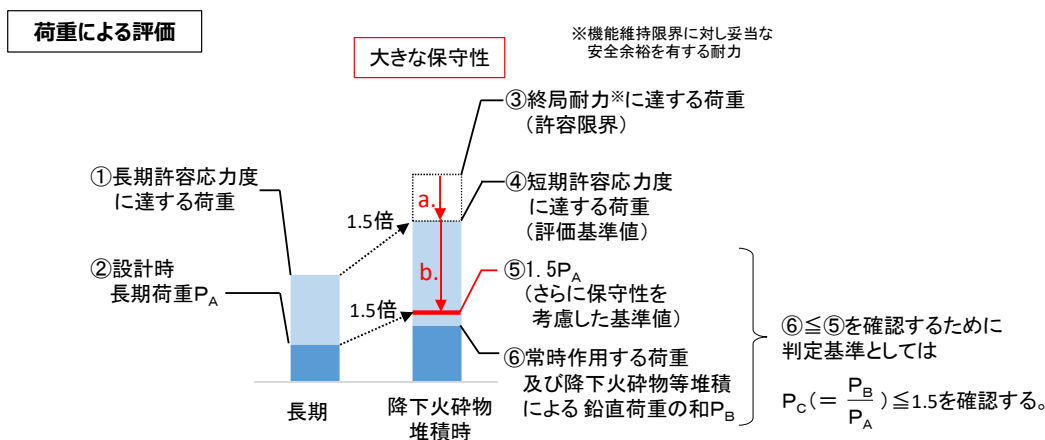 荷重による評価
※機能維持限界に対し妥当な
安全余裕を有する耐力
大きな保守性
③終局耐力※に達する荷重
（許容限界）
①長期許容応力度
に達する荷重
④短期許容応力度
に達する荷重
（評価基準値）
a.
1.5倍
②設計時
長期荷重PA
b.
⑤1.5PA
（さらに保守性を
考慮した基準値）
1.5倍
⑥常時作用する荷重
及び降下火砕物等堆積
による鉛直荷重の和PB
⑥≦⑤を確認するために
判定基準としては
PC(＝ PB/PA )≦1.5を確認する。
長期
降下火砕物
堆積時